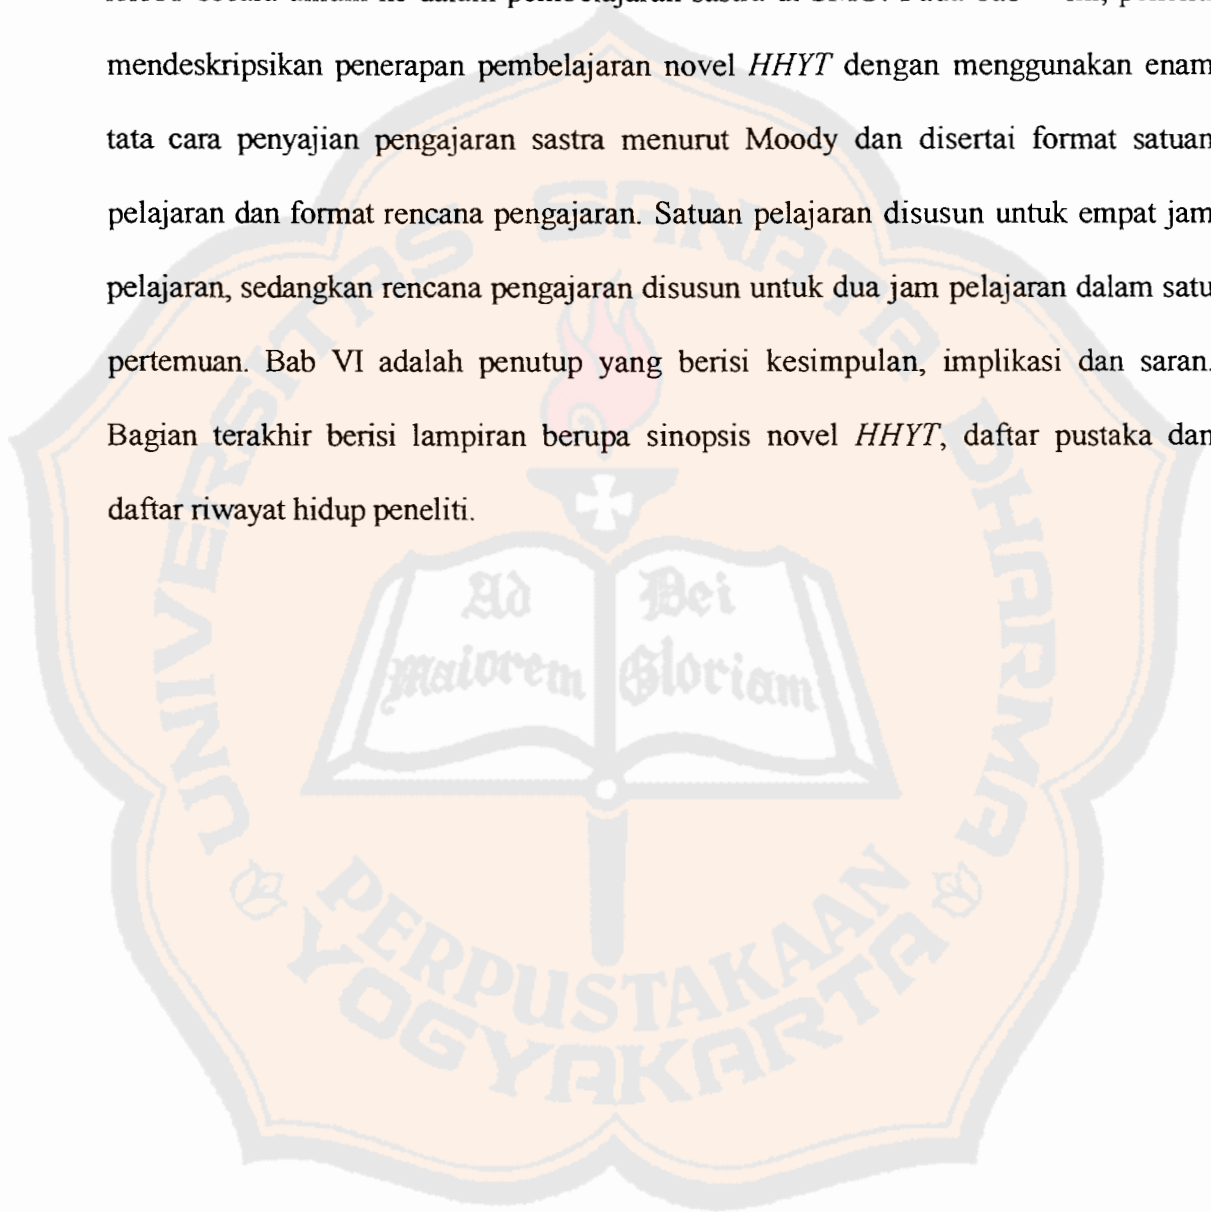 mendeskripsikan penerapan pembelajaran novel HHYT dengan menggunakan enam
tata cara penyajian pengajaran sastra menurut Moody dan disertai format satuan
pelajaran dan format rencana pengajaran. Satuan pelajaran disusun untuk empat jam
pelajaran, sedangkan rencana pengajaran disusun untuk dua jam pelajaran dalam satu
pertemuan. Bab VI adalah penutup yang berisi kesimpulan, implikasi dan saran.
Bagian terakhir berisi lampiran berupa sinopsis novel HHYT, daftar pustaka dan
daftar riwayat hidup peneliti.
UNIVERSITAS SANATA DHARMA
Ad Maiorem
Dei Gloriam
PERPUSTAKAAN
YOGYAKARTA